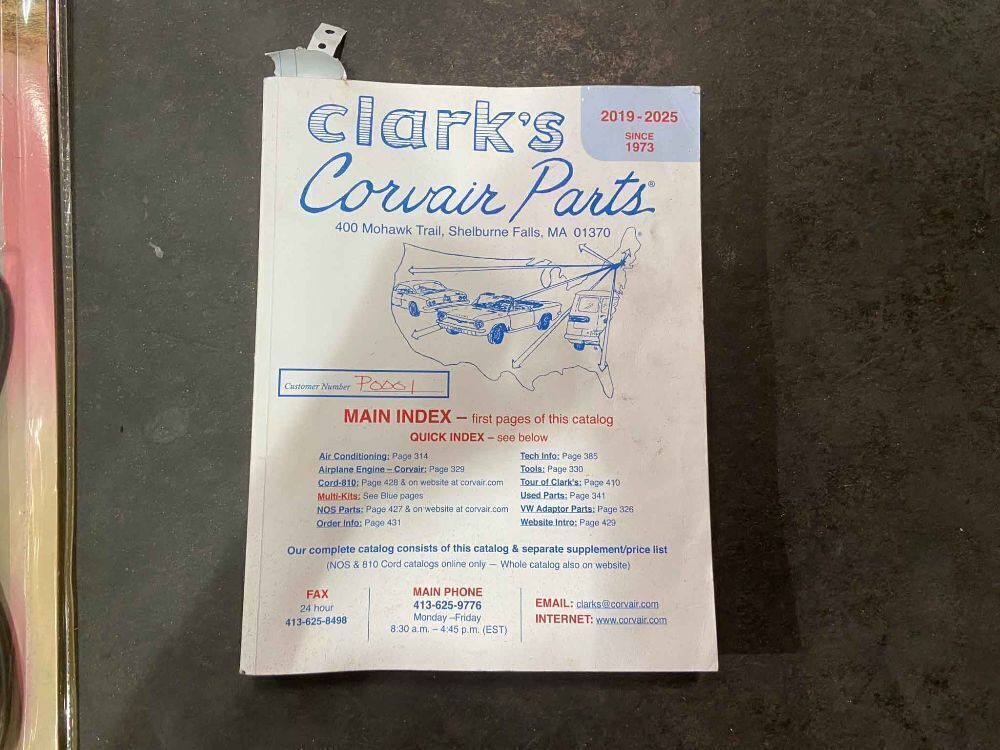 clark's
Corvair Parts®
2019 - 2025
SINCE
1973
400 Mohawk Trail, Shelburne Falls, MA 01370
Customer Number P0001
MAIN INDEX – first pages of this catalog
QUICK INDEX – see below
Air Conditioning: Page 314
Airplane Engine – Corvair: Page 329
Cord-810: Page 428 & on website at corvair.com
Multi-Kits: See Blue pages
NOS Parts: Page 427 & on website at corvair.com
Order Info: Page 431
Tech Info: Page 385
Tools: Page 330
Tour of Clark's: Page 410
Used Parts: Page 341
VW Adaptor Parts: Page 326
Website Intro: Page 429
Our complete catalog consists of this catalog & separate supplement/price list
(NOS & 810 Cord catalogs online only — Whole catalog also on website)
FAX
24 hour
413-625-8498
MAIN PHONE
413-625-9776
Monday –Friday
8:30 a.m. – 4:45 p.m. (EST)
EMAIL: clarks@corvair.com
INTERNET: www.corvair.com